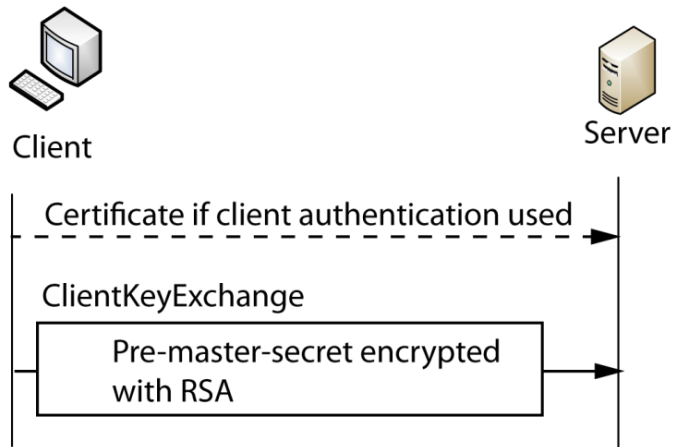 Client
Server
Certificate if client authentication used
ClientKeyExchange
Pre-master-secret encrypted
with RSA